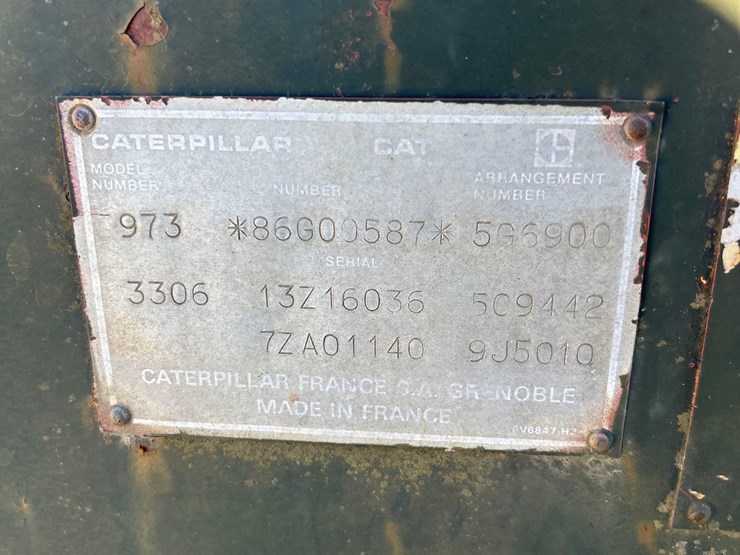 CATERPILLAR CAT
MODEL NUMBER NUMBER ARRANGEMENT NUMBER
973 *86G00587* 5G6900
SERIAL
3306 13Z16036 5C9442
7ZA01140 9J5010
CATERPILLAR FRANCE S.A. GRENOBLE
MADE IN FRANCE